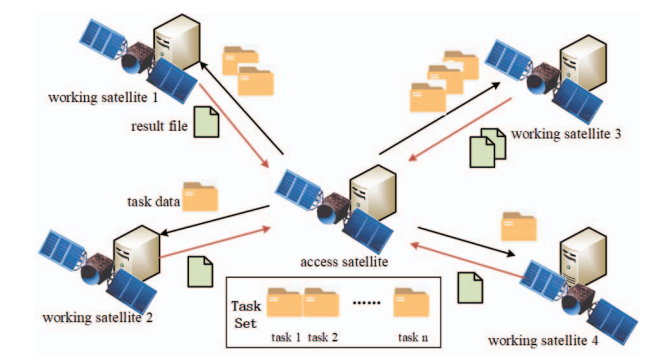 working satellite 1
result file
working satellite 3
task data
access satellite
working satellite 2
Task
Set
......
task 1 task 2 task n
working satellite 4